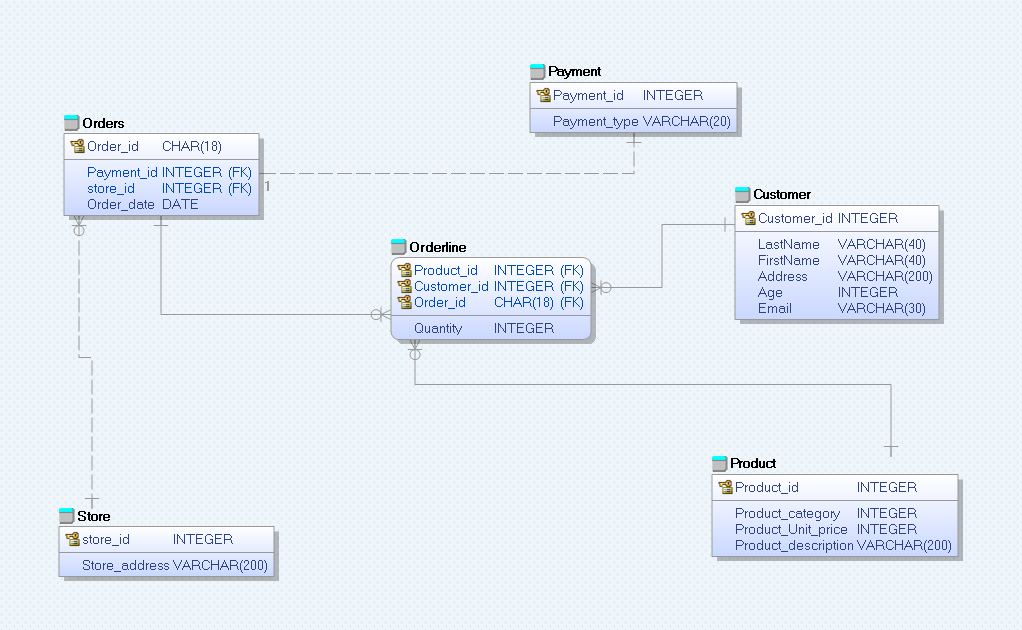 Payment
Payment_id INTEGER
Payment_type VARCHAR(20)
Orders
Order_id CHAR(18)
Payment_id INTEGER (FK)
store_id INTEGER (FK)
Order_date DATE
1
Customer
Customer_id INTEGER
LastName VARCHAR(40)
FirstName VARCHAR(40)
Address VARCHAR(200)
Age INTEGER
Email VARCHAR(30)
Orderline
Product_id INTEGER (FK)
Customer_id INTEGER (FK)
Order_id CHAR(18) (FK)
Quantity INTEGER
Product
Product_id INTEGER
Product_category INTEGER
Product_Unit_price INTEGER
Product_description VARCHAR(200)
Store
store_id INTEGER
Store_address VARCHAR(200)